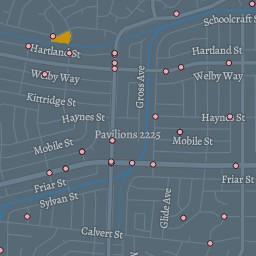 Schoolcraft S
Hartland St
Hartland St
Welby Way
Welby Way
Gross Ave
Kittridge St
Haynes St
Haynes St
Pavilions 2225
Mobile St
Mobile St
Friar St
Friar St
Sylvan St
Glide Ave
Calvert St